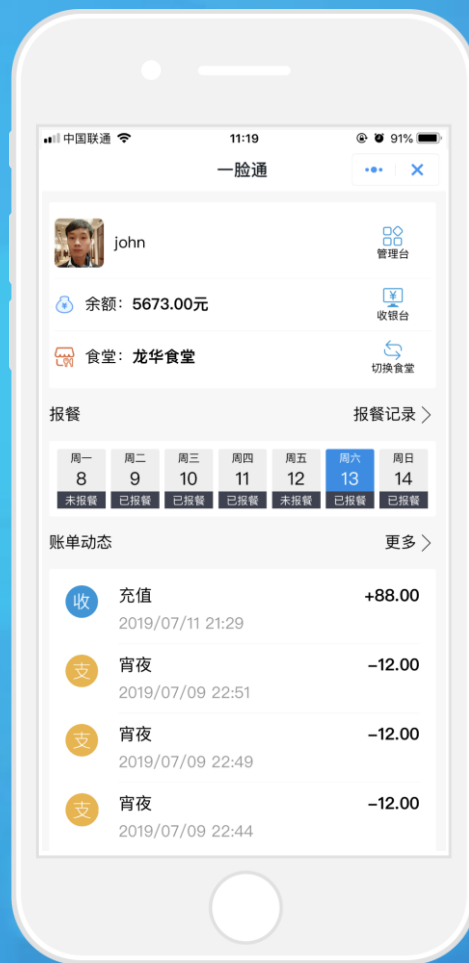 中国联通 11:19 91%
一脸通
john
管理台
余额：5673.00元
收银台
食堂：龙华食堂
切换食堂
报餐 报餐记录
周一 周二 周三 周四 周五 周六 周日
8 9 10 11 12 13 14
未报餐 已报餐 已报餐 已报餐 未报餐 已报餐 已报餐
账单动态 更多
收 充值 +88.00
2019/07/11 21:29
支 宵夜 −12.00
2019/07/09 22:51
支 宵夜 −12.00
2019/07/09 22:49
支 宵夜 −12.00
2019/07/09 22:44